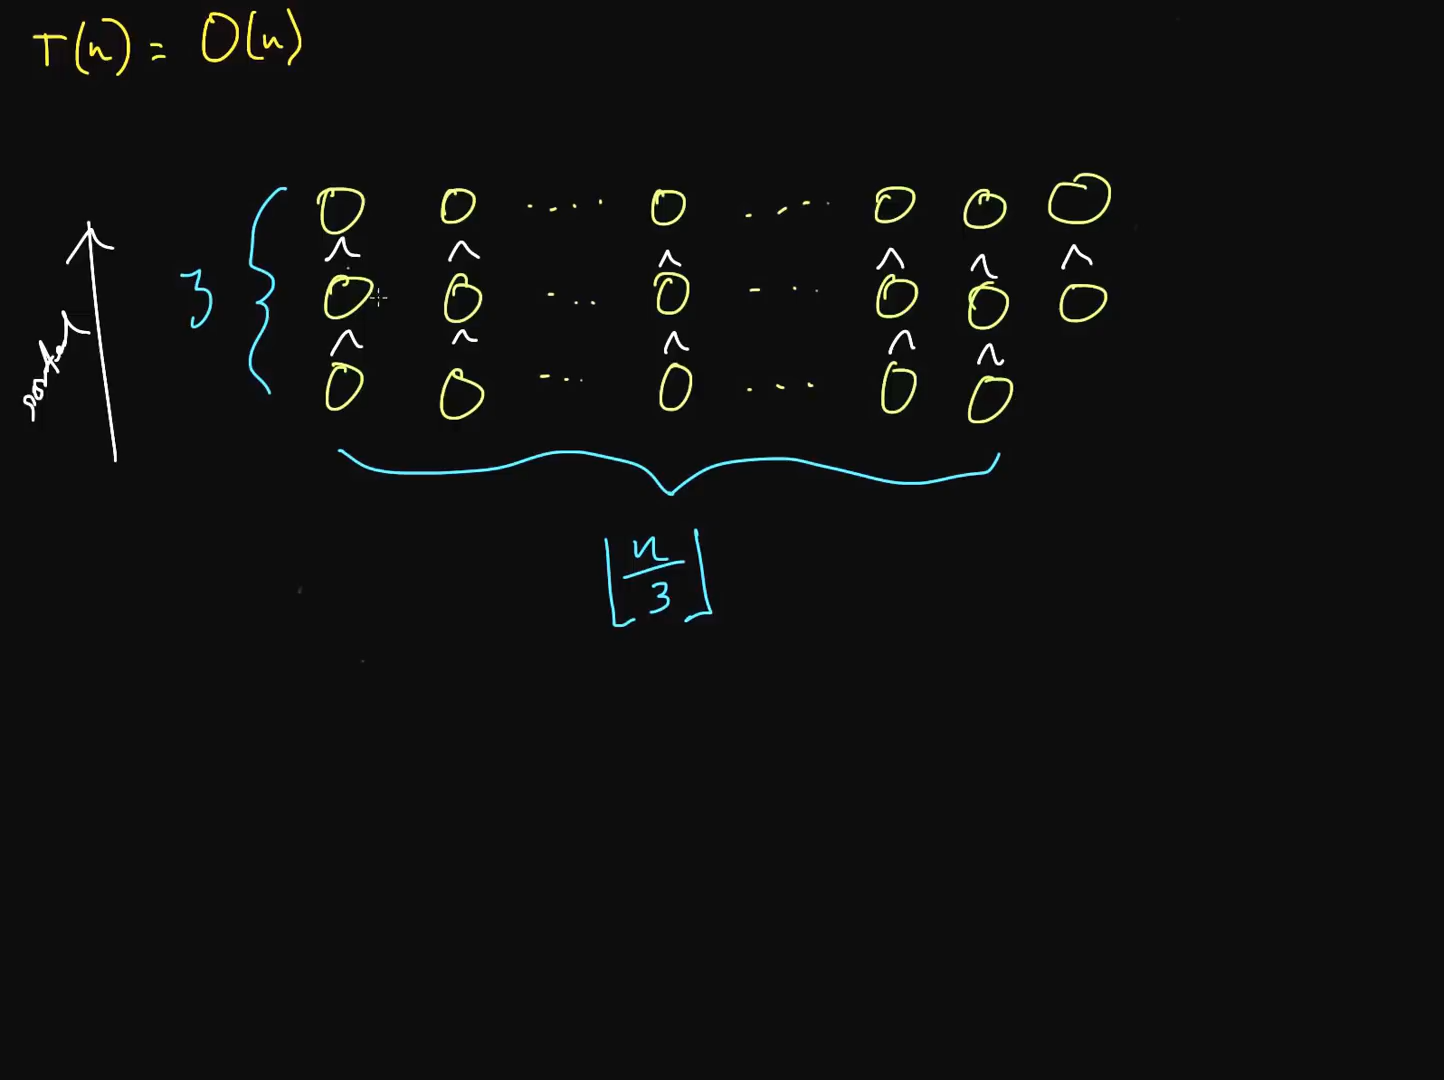 T(n) = O(n)
O O .... O .... O O O
^ ^ ^ ^ ^ ^
3 { O O ... O ... O O O
^ ^ ^ ^ ^
O O ... O ... O O
sorted
⌊n/3⌋